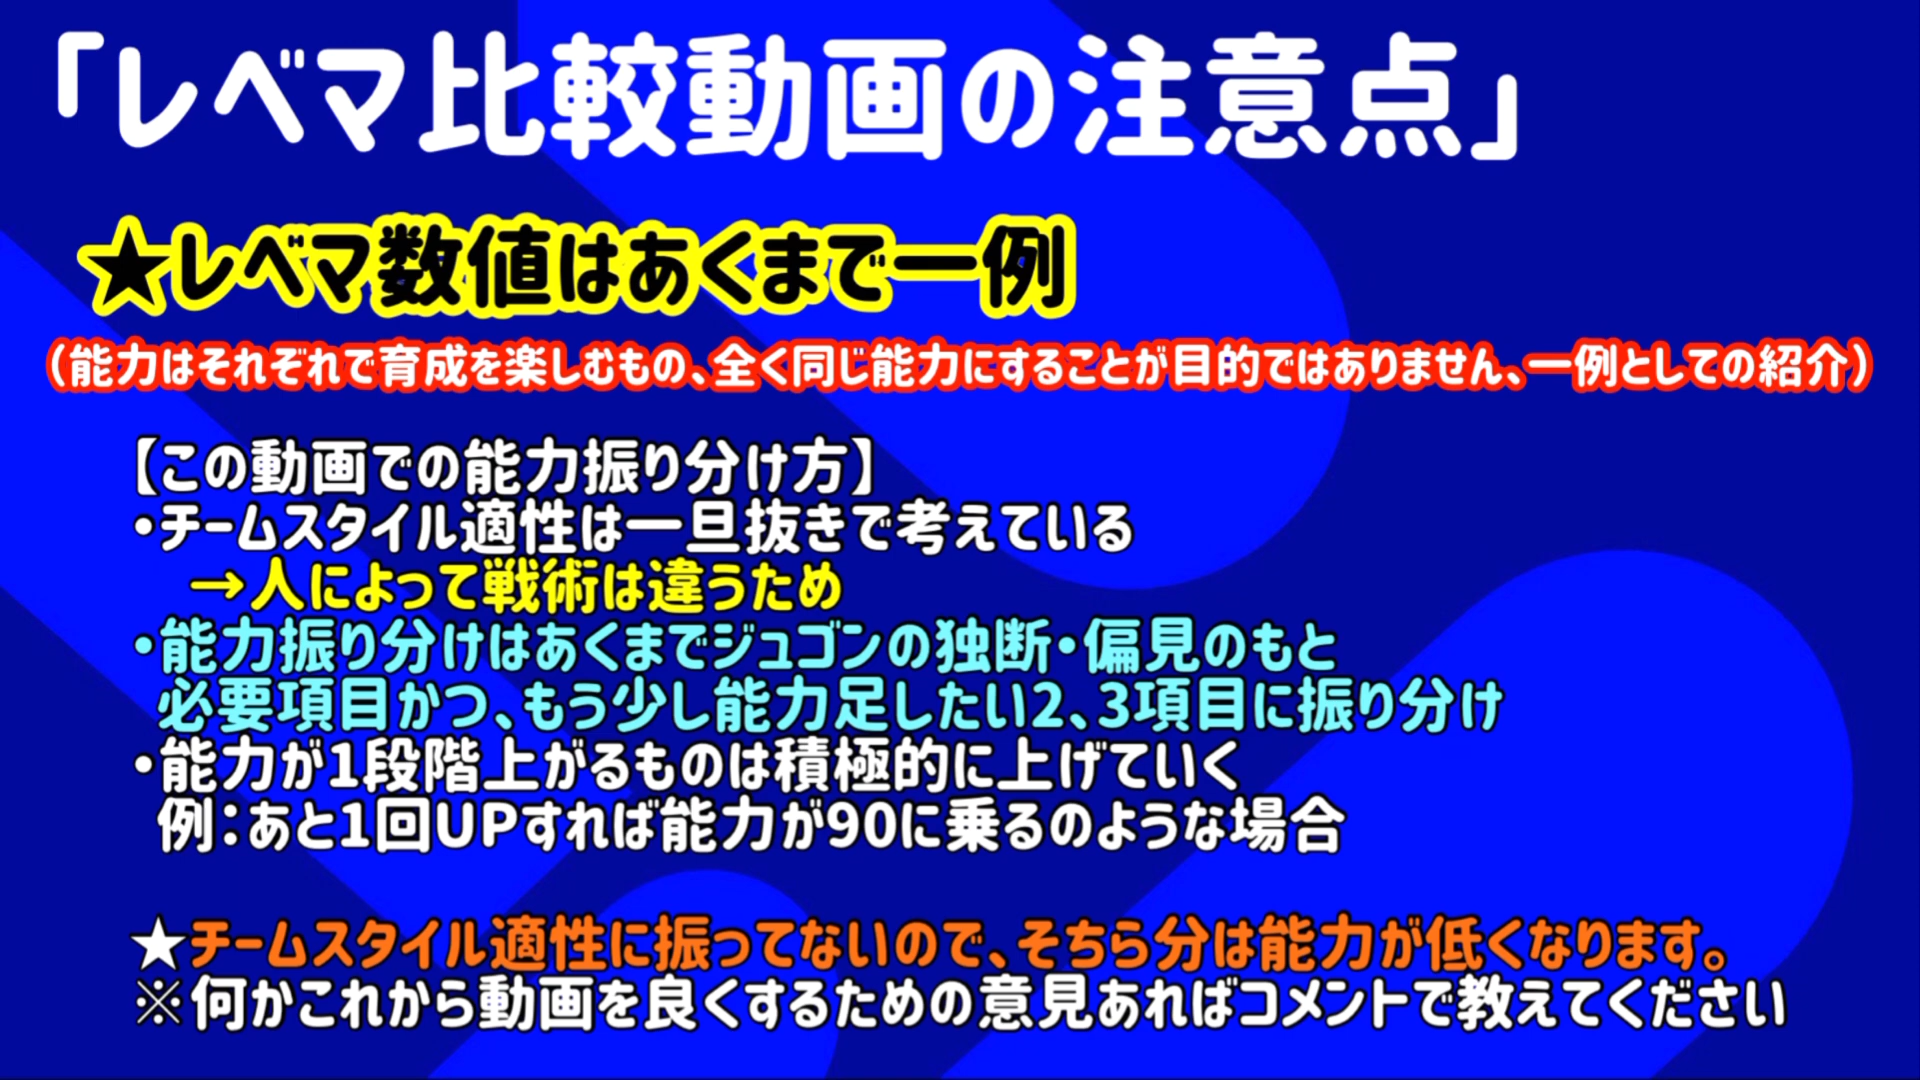 「レベマ比較動画の注意点」
★レベマ数値はあくまで一例
（能力はそれぞれで育成を楽しむもの、全く同じ能力にすることが目的ではありません、一例としての紹介）
【この動画での能力振り分け方】
・チームスタイル適性は一旦抜きで考えている
→人によって戦術は違うため
・能力振り分けはあくまでジュゴンの独断・偏見のもと
必要項目かつ、もう少し能力足したい2、3項目に振り分け
・能力が1段階上がるものは積極的に上げていく
例：あと1回UPすれば能力が90に乗るのような場合
★チームスタイル適性に振ってないので、そちら分は能力が低くなります。
※何かこれから動画を良くするための意見あればコメントで教えてください